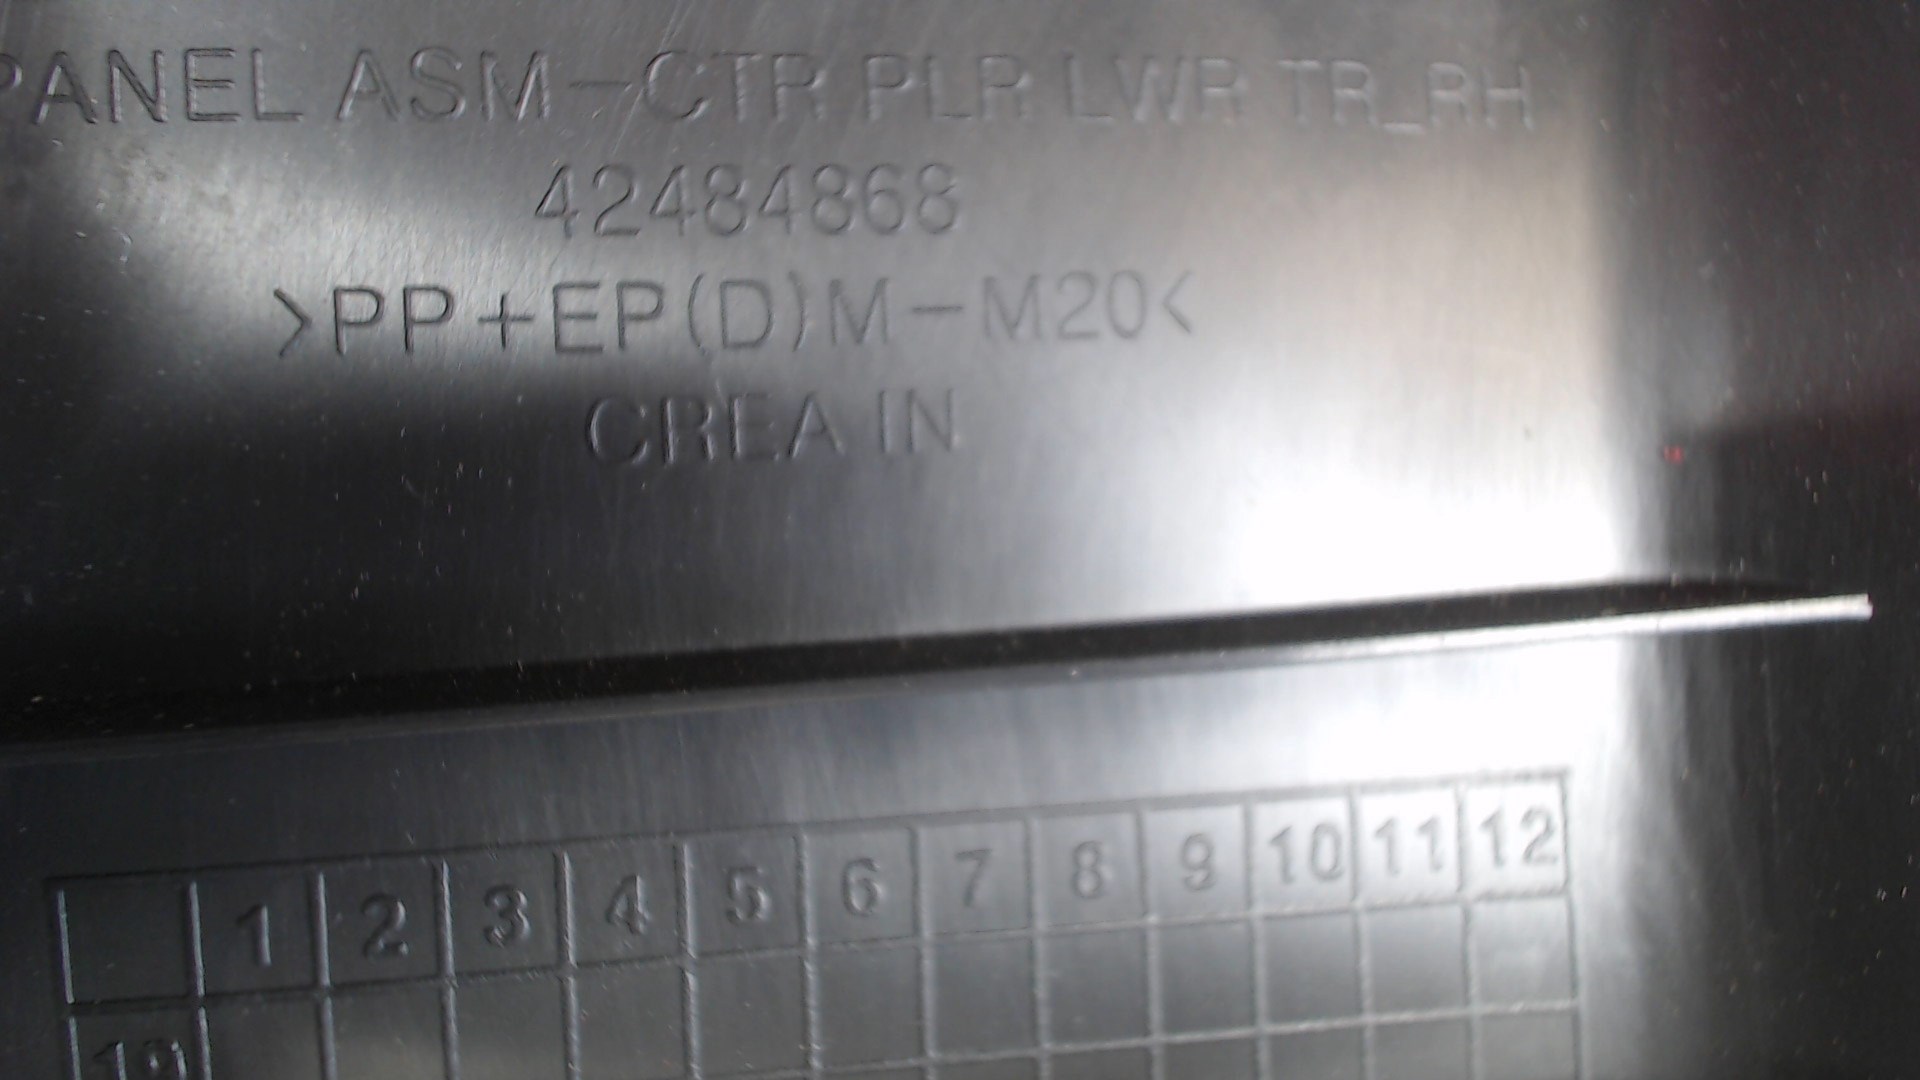 PANEL ASM-CTR PLR LWR TR_RH
42484868
>PP+EP(D)M-M20<
CREA IN
1 2 3 4 5 6 7 8 9 10 11 12